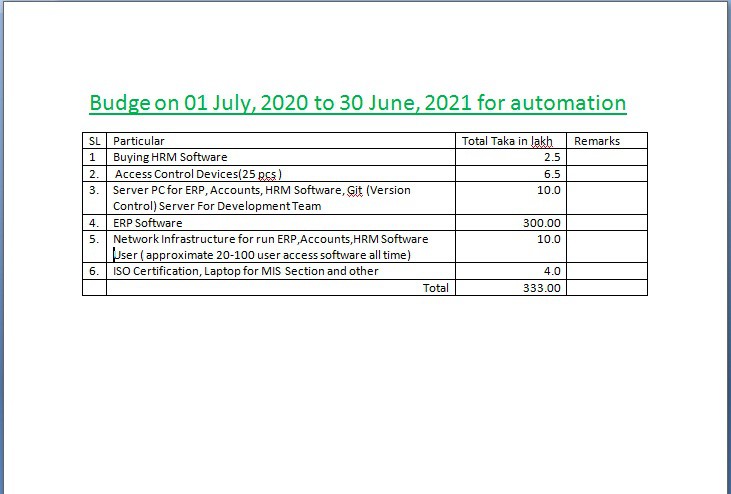 Budge on 01 July, 2020 to 30 June, 2021 for automation
SL Particular Total Taka in lakh Remarks
1 Buying HRM Software 2.5
2. Access Control Devices(25 pcs ) 6.5
3. Server PC for ERP, Accounts, HRM Software, Git (Version 10.0
Control) Server For Development Team
4. ERP Software 300.00
5. Network Infrastructure for run ERP,Accounts,HRM Software 10.0
User ( approximate 20-100 user access software all time)
6. ISO Certification, Laptop for MIS Section and other 4.0
Total 333.00